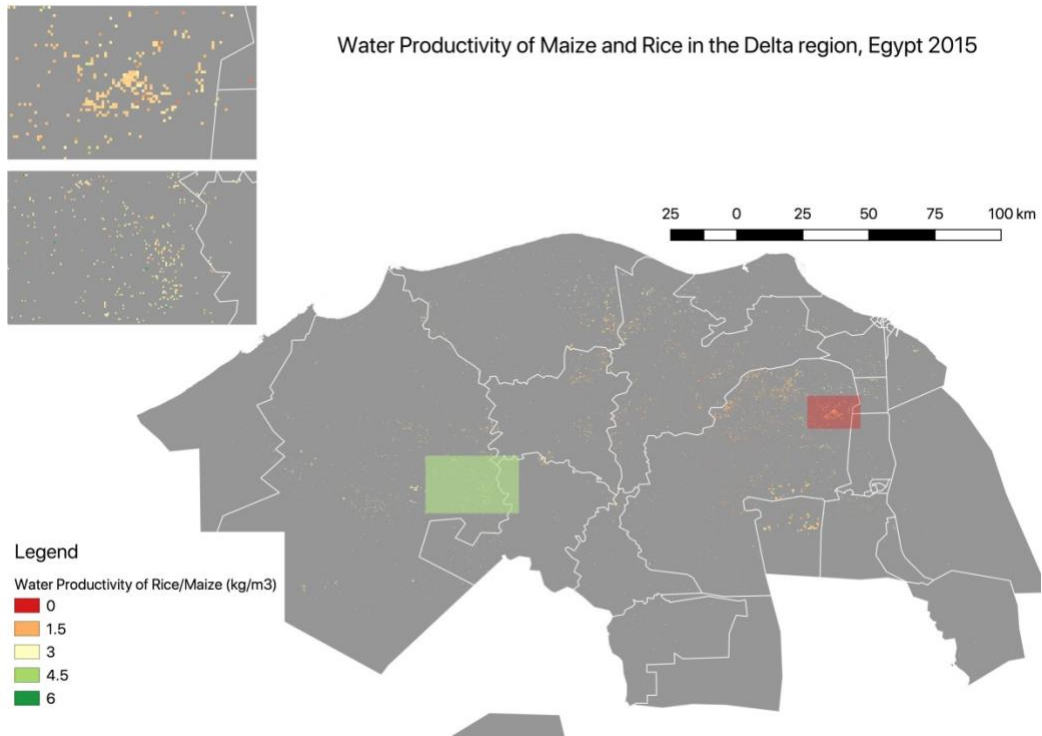 Water Productivity of Maize and Rice in the Delta region, Egypt 2015
25 0 25 50 75 100 km
Legend
Water Productivity of Rice/Maize (kg/m3)
0
1.5
3
4.5
6